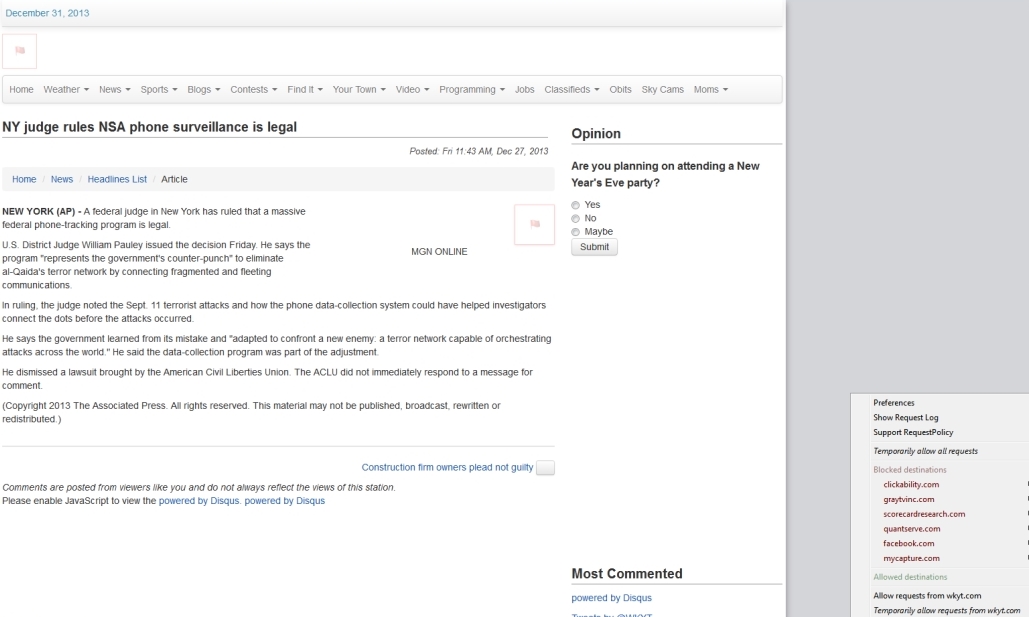 December 31, 2013
Home Weather News Sports Blogs Contests Find It Your Town Video Programming Jobs Classifieds Obits Sky Cams Moms
NY judge rules NSA phone surveillance is legal
Posted: Fri 11:43 AM, Dec 27, 2013
Home / News / Headlines List / Article
NEW YORK (AP) - A federal judge in New York has ruled that a massive
federal phone-tracking program is legal.
MGN ONLINE
U.S. District Judge William Pauley issued the decision Friday. He says the
program "represents the government's counter-punch" to eliminate
al-Qaida's terror network by connecting fragmented and fleeting
communications.
In ruling, the judge noted the Sept. 11 terrorist attacks and how the phone data-collection system could have helped investigators
connect the dots before the attacks occurred.
He says the government learned from its mistake and "adapted to confront a new enemy: a terror network capable of orchestrating
attacks across the world." He said the data-collection program was part of the adjustment.
He dismissed a lawsuit brought by the American Civil Liberties Union. The ACLU did not immediately respond to a message for
comment.
(Copyright 2013 The Associated Press. All rights reserved. This material may not be published, broadcast, rewritten or
redistributed.)
Construction firm owners plead not guilty
Comments are posted from viewers like you and do not always reflect the views of this station.
Please enable JavaScript to view the powered by Disqus. powered by Disqus
Opinion
Are you planning on attending a New
Year's Eve party?
Yes
No
Maybe
Submit
Most Commented
powered by Disqus
Tweets by @WKYT
Preferences
Show Request Log
Support RequestPolicy
Temporarily allow all requests
Blocked destinations
clickability.com
graytvinc.com
scorecardresearch.com
quantserve.com
facebook.com
mycapture.com
Allowed destinations
Allow requests from wkyt.com
Temporarily allow requests from wkyt.com